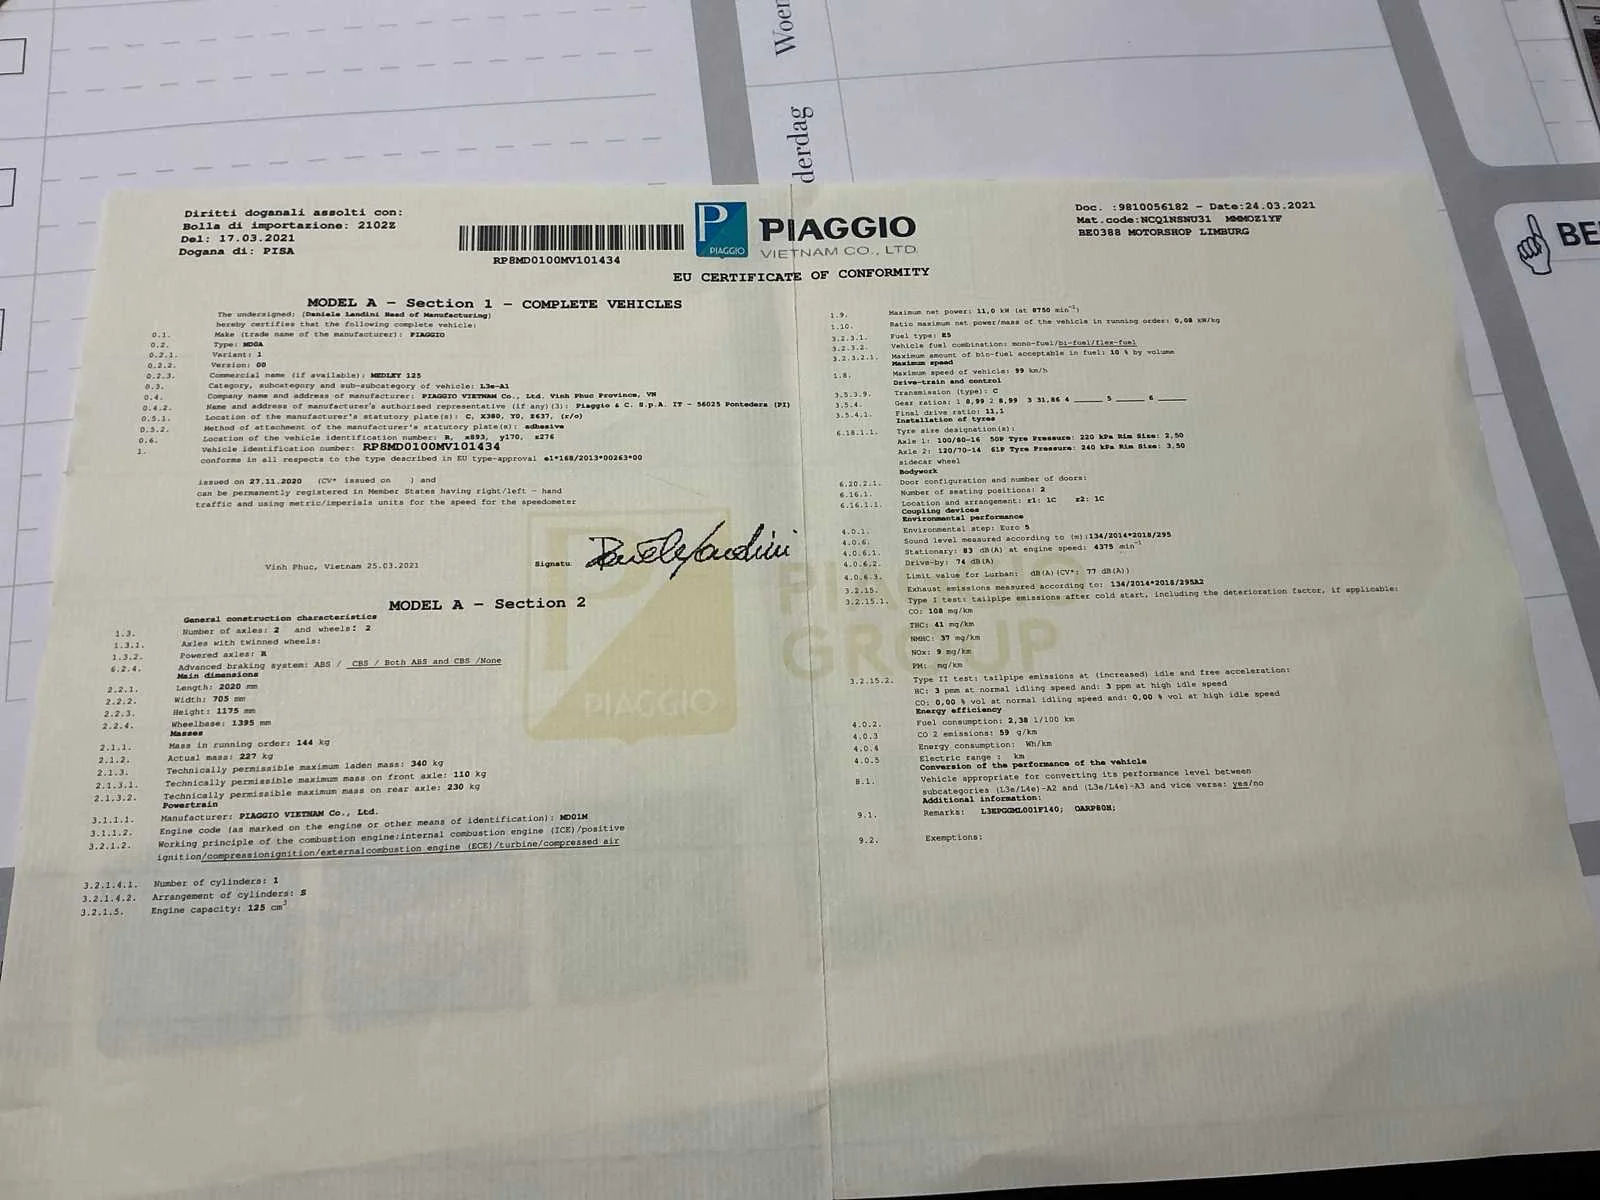 Woen
derdag
BE
Diritti doganali assolti con:
Bolla di importazione: 2102Z
Del: 17.03.2021
Dogana di: PISA
RP8MD0100MV101434
P
PIAGGIO
PIAGGIO
VIETNAM CO., LTD.
Doc. :9810056182 - Date:24.03.2021
Mat.code:NCQ1NSNU31 MMMOZ1YF
BE0388 MOTORSHOP LIMBURG
EU CERTIFICATE OF CONFORMITY
MODEL A - Section 1 - COMPLETE VEHICLES
The undersigned: (Daniele Landini Head of Manufacturing)
hereby certifies that the following complete vehicle:
0.1. Make (trade name of the manufacturer): PIAGGIO
0.2. Type: MD0A
0.2.1. Variant: 1
0.2.2. Version: 00
0.2.3. Commercial name (if available): MEDLEY 125
0.3. Category, subcategory and sub-subcategory of vehicle: L3e-A1
0.4. Company name and address of manufacturer: PIAGGIO VIETNAM Co., Ltd. Vinh Phuc Province, VN
0.4.2. Name and address of manufacturer's authorised representative (if any)(3): Piaggio & C. S.p.A. IT - 56025 Pontedera (PI)
0.5.1. Location of the manufacturer's statutory plate(s): C, X380, Y0, Z637, (r/o)
0.5.2. Method of attachment of the manufacturer's statutory plate(s): adhesive
0.6. Location of the vehicle identification number: R, x893, y170, z276
1. Vehicle identification number: RP8MD0100MV101434
conforms in all respects to the type described in EU type-approval e1*168/2013*00263*00
issued on 27.11.2020 (CV* issued on ) and
can be permanently registered in Member States having right/left - hand
traffic and using metric/imperials units for the speed for the speedometer
Vinh Phuc, Vietnam 25.03.2021
Signatu
Daniele Landini
MODEL A - Section 2
General construction characteristics
1.3. Number of axles: 2 and wheels: 2
1.3.1. Axles with twinned wheels:
1.3.2. Powered axles: R
6.2.4. Advanced braking system: ABS / CBS / Both ABS and CBS /None
Main dimensions
2.2.1. Length: 2020 mm
2.2.2. Width: 705 mm
2.2.3. Height: 1175 mm
2.2.4. Wheelbase: 1395 mm
Masses
2.1.1. Mass in running order: 144 kg
2.1.2. Actual mass: 227 kg
2.1.3. Technically permissible maximum laden mass: 340 kg
2.1.3.1. Technically permissible maximum mass on front axle: 110 kg
2.1.3.2. Technically permissible maximum mass on rear axle: 230 kg
Powertrain
3.1.1.1. Manufacturer: PIAGGIO VIETNAM Co., Ltd.
3.1.1.2. Engine code (as marked on the engine or other means of identification): MD01M
3.2.1.2. Working principle of the combustion engine:internal combustion engine (ICE)/positive
ignition/compressionignition/externalcombustion engine (ECE)/turbine/compressed air
3.2.1.4.1. Number of cylinders: 1
3.2.1.4.2. Arrangement of cylinders: S
3.2.1.5. Engine capacity: 125 cm³
1.9. Maximum net power: 11,0 kW (at 8750 min⁻¹)
1.10. Ratio maximum net power/mass of the vehicle in running order: 0,08 kW/kg
3.2.3.1. Fuel type: E5
3.2.3.2. Vehicle fuel combination: mono-fuel/bi-fuel/flex-fuel
3.2.3.2.1. Maximum amount of bio-fuel acceptable in fuel: 10 % by volume
Maximum speed
1.8. Maximum speed of vehicle: 99 km/h
Drive-train and control
3.5.3.9. Transmission (type): C
3.5.4. Gear ratios: 1 8,99 2 8,99 3 31,86 4 ______ 5 ______ 6 ______
3.5.4.1. Final drive ratio: 11,1
Installation of tyres
6.18.1.1. Tyre size designation(s):
Axle 1: 100/80-16 50P Tyre Pressure: 220 kPa Rim Size: 2,50
Axle 2: 120/70-14 61P Tyre Pressure: 240 kPa Rim Size: 3,50
sidecar wheel
Bodywork
6.20.2.1. Door configuration and number of doors:
6.16.1. Number of seating positions: 2
6.16.1.1. Location and arrangement: r1: 1C r2: 1C
Coupling devices
Environmental performance
4.0.1. Environmental step: Euro 5
4.0.6. Sound level measured according to (m):134/2014*2018/295
4.0.6.1. Stationary: 83 dB(A) at engine speed: 4375 min⁻¹
4.0.6.2. Drive-by: 74 dB(A)
4.0.6.3. Limit value for Lurban: dB(A) (CV*: 77 dB(A))
3.2.15. Exhaust emissions measured according to: 134/2014*2018/295A2
3.2.15.1. Type I test: tailpipe emissions after cold start, including the deterioration factor, if applicable:
CO: 108 mg/km
THC: 41 mg/km
NMHC: 37 mg/km
NOx: 9 mg/km
PM: mg/km
3.2.15.2. Type II test: tailpipe emissions at (increased) idle and free acceleration:
HC: 3 ppm at normal idling speed and: 3 ppm at high idle speed
CO: 0,00 % vol at normal idling speed and: 0,00 % vol at high idle speed
Energy efficiency
4.0.2. Fuel consumption: 2,38 l/100 km
4.0.3 CO 2 emissions: 59 g/km
4.0.4 Energy consumption: Wh/km
4.0.5 Electric range : km
Conversion of the performance of the vehicle
8.1. Vehicle appropriate for converting its performance level between
subcategories (L3e/L4e)-A2 and (L3e/L4e)-A3 and vice versa: yes/no
Additional information:
9.1. Remarks: L3EPGGML001F140; OARP80H;
9.2. Exemptions:
P
PIAGGIO
PIAGGIO
GROUP